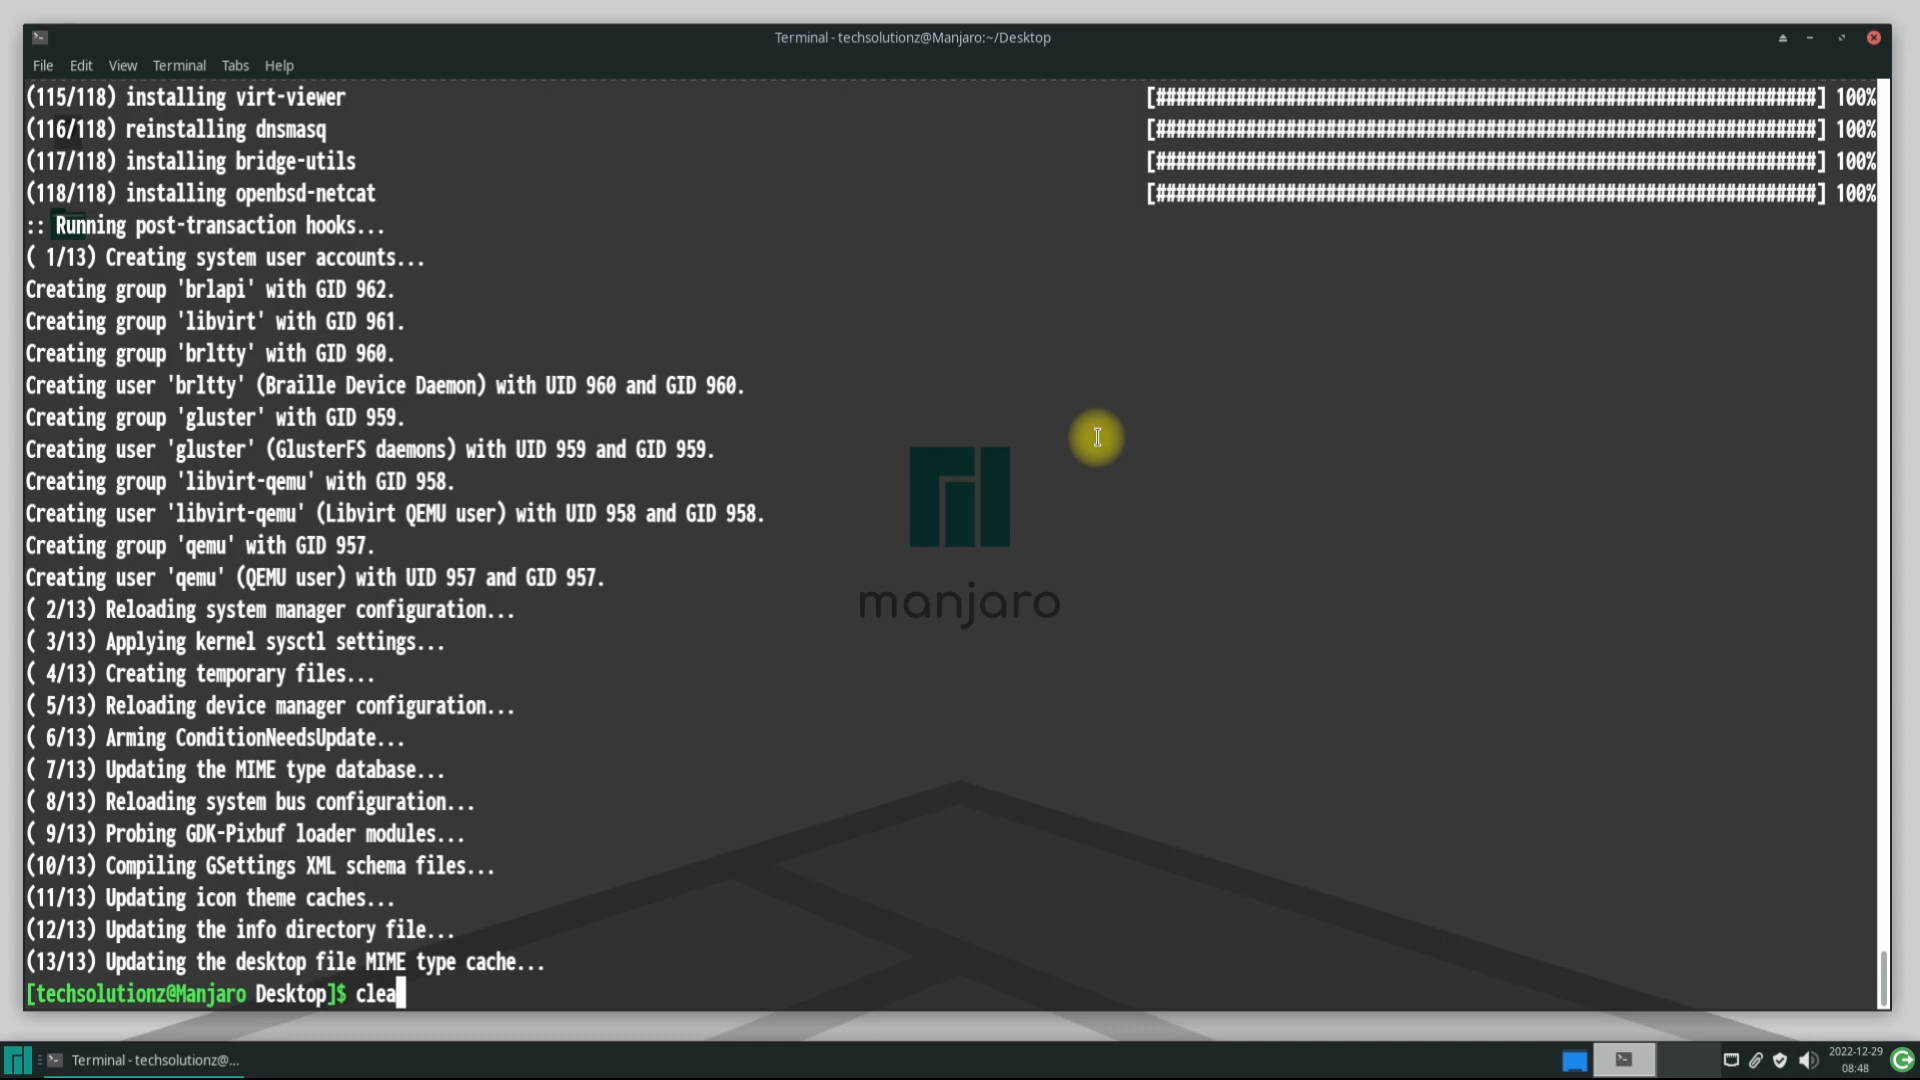 Terminal - techsolutionz@Manjaro:~/Desktop
File Edit View Terminal Tabs Help
(115/118) installing virt-viewer [##################################################################] 100%
(116/118) reinstalling dnsmasq [##################################################################] 100%
(117/118) installing bridge-utils [##################################################################] 100%
(118/118) installing openbsd-netcat [##################################################################] 100%
:: Running post-transaction hooks...
( 1/13) Creating system user accounts...
Creating group 'brlapi' with GID 962.
Creating group 'libvirt' with GID 961.
Creating group 'brltty' with GID 960.
Creating user 'brltty' (Braille Device Daemon) with UID 960 and GID 960.
Creating group 'gluster' with GID 959.
Creating user 'gluster' (GlusterFS daemons) with UID 959 and GID 959.
Creating group 'libvirt-qemu' with GID 958.
Creating user 'libvirt-qemu' (Libvirt QEMU user) with UID 958 and GID 958.
Creating group 'qemu' with GID 957.
Creating user 'qemu' (QEMU user) with UID 957 and GID 957.
manjaro
( 2/13) Reloading system manager configuration...
( 3/13) Applying kernel sysctl settings...
( 4/13) Creating temporary files...
( 5/13) Reloading device manager configuration...
( 6/13) Arming ConditionNeedsUpdate...
( 7/13) Updating the MIME type database...
( 8/13) Reloading system bus configuration...
( 9/13) Probing GDK-Pixbuf loader modules...
(10/13) Compiling GSettings XML schema files...
(11/13) Updating icon theme caches...
(12/13) Updating the info directory file...
(13/13) Updating the desktop file MIME type cache...
[techsolutionz@Manjaro Desktop]$ clea
Terminal - techsolutionz@...
2022-12-29
08:48